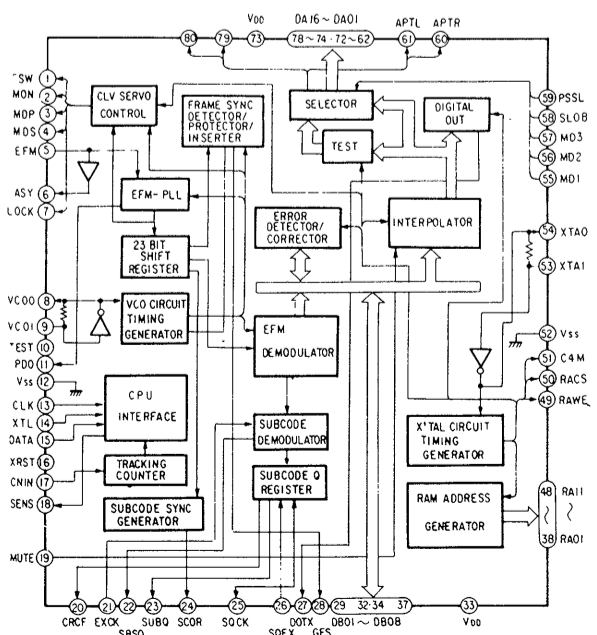 VDD DA16 ~ DA01 APTL APTR
80 79 73 78 ~ 74 · 72 ~ 62 61 60
SW 1
MON 2
MDP 3
MDS 4
EFM 5
ASY 6
LOCK 7
VCOO 8
VCOI 9
TEST 10
PDO 11
Vss 12
CLK 13
XTL 14
DATA 15
XRST 16
CNIN 17
SENS 18
MUTE 19
CLV SERVO
CONTROL
FRAME SYNC
DETECTOR/
PROTECTOR/
INSERTER
SELECTOR
DIGITAL
OUT
TEST
EFM-PLL
23 BIT
SHIFT
REGISTER
ERROR
DETECTOR/
CORRECTOR
INTERPOLATOR
VCO CIRCUIT
TIMING
GENERATOR
EFM
DEMODULATOR
CPU
INTERFACE
TRACKING
COUNTER
SUBCODE
DEMODULATOR
SUBCODE Q
REGISTER
SUBCODE SYNC
GENERATOR
X'TAL CIRCUIT
TIMING
GENERATOR
RAM ADDRESS
GENERATOR
59 PSSL
58 SLOB
57 MD3
56 MD2
55 MD1
54 XTAO
53 XTAI
52 Vss
51 C4M
50 RACS
49 RAWE
48 RA11
~ ~
38 RA01
20 21 22 23 24 25 26 27 28 29 32·34 37 33
CRCF EXCK SBSO SUBQ SCOR SQCK SQEX DOTX GFS DB01 ~ DB08 VDD